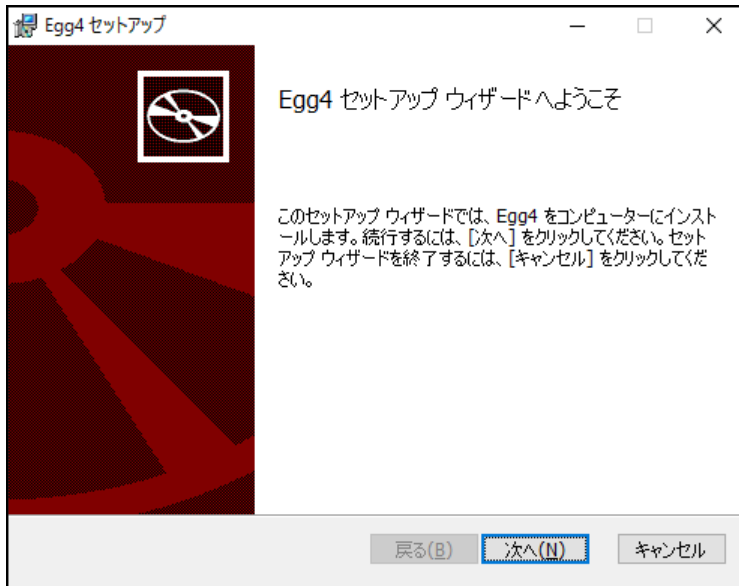 Egg4 セットアップ
Egg4 セットアップ ウィザードへようこそ
このセットアップ ウィザードでは、Egg4 をコンピューターにインスト
ールします。続行するには、[次へ] をクリックしてください。セット
アップ ウィザードを終了するには、[キャンセル] をクリックしてくだ
さい。
戻る(B) 次へ(N) キャンセル